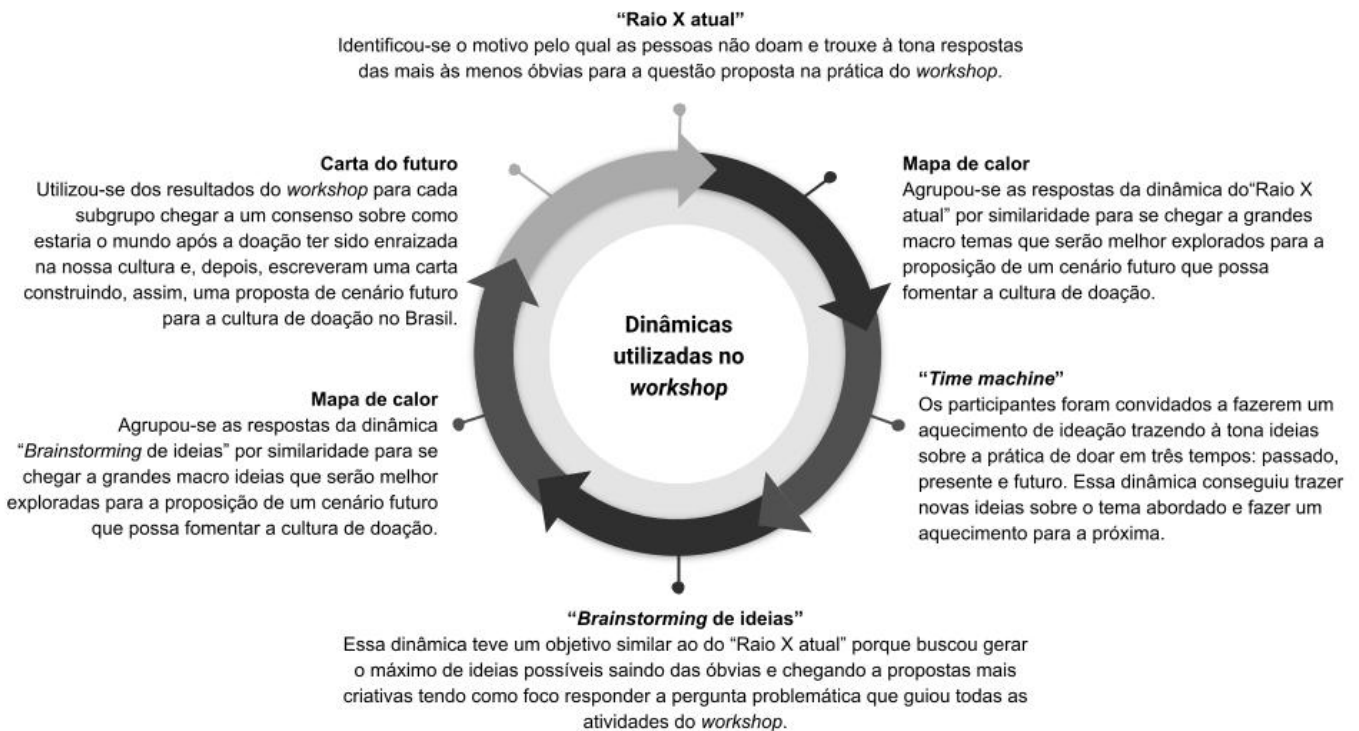 “Raio X atual”
Identificou-se o motivo pelo qual as pessoas não doam e trouxe à tona respostas
das mais às menos óbvias para a questão proposta na prática do workshop.
Mapa de calor
Agrupou-se as respostas da dinâmica do“Raio X
atual” por similaridade para se chegar a grandes
macro temas que serão melhor explorados para a
proposição de um cenário futuro que possa
fomentar a cultura de doação.
“Time machine”
Os participantes foram convidados a fazerem um
aquecimento de ideação trazendo à tona ideias
sobre a prática de doar em três tempos: passado,
presente e futuro. Essa dinâmica conseguiu trazer
novas ideias sobre o tema abordado e fazer um
aquecimento para a próxima.
“Brainstorming de ideias”
Essa dinâmica teve um objetivo similar ao do “Raio X atual” porque buscou gerar
o máximo de ideias possíveis saindo das óbvias e chegando a propostas mais
criativas tendo como foco responder a pergunta problemática que guiou todas as
atividades do workshop.
Mapa de calor
Agrupou-se as respostas da dinâmica
“Brainstorming de ideias” por similaridade para se
chegar a grandes macro ideias que serão melhor
exploradas para a proposição de um cenário futuro
que possa fomentar a cultura de doação.
Carta do futuro
Utilizou-se dos resultados do workshop para cada
subgrupo chegar a um consenso sobre como
estaria o mundo após a doação ter sido enraizada
na nossa cultura e, depois, escreveram uma carta
construindo, assim, uma proposta de cenário futuro
para a cultura de doação no Brasil.
Dinâmicas
utilizadas no
workshop